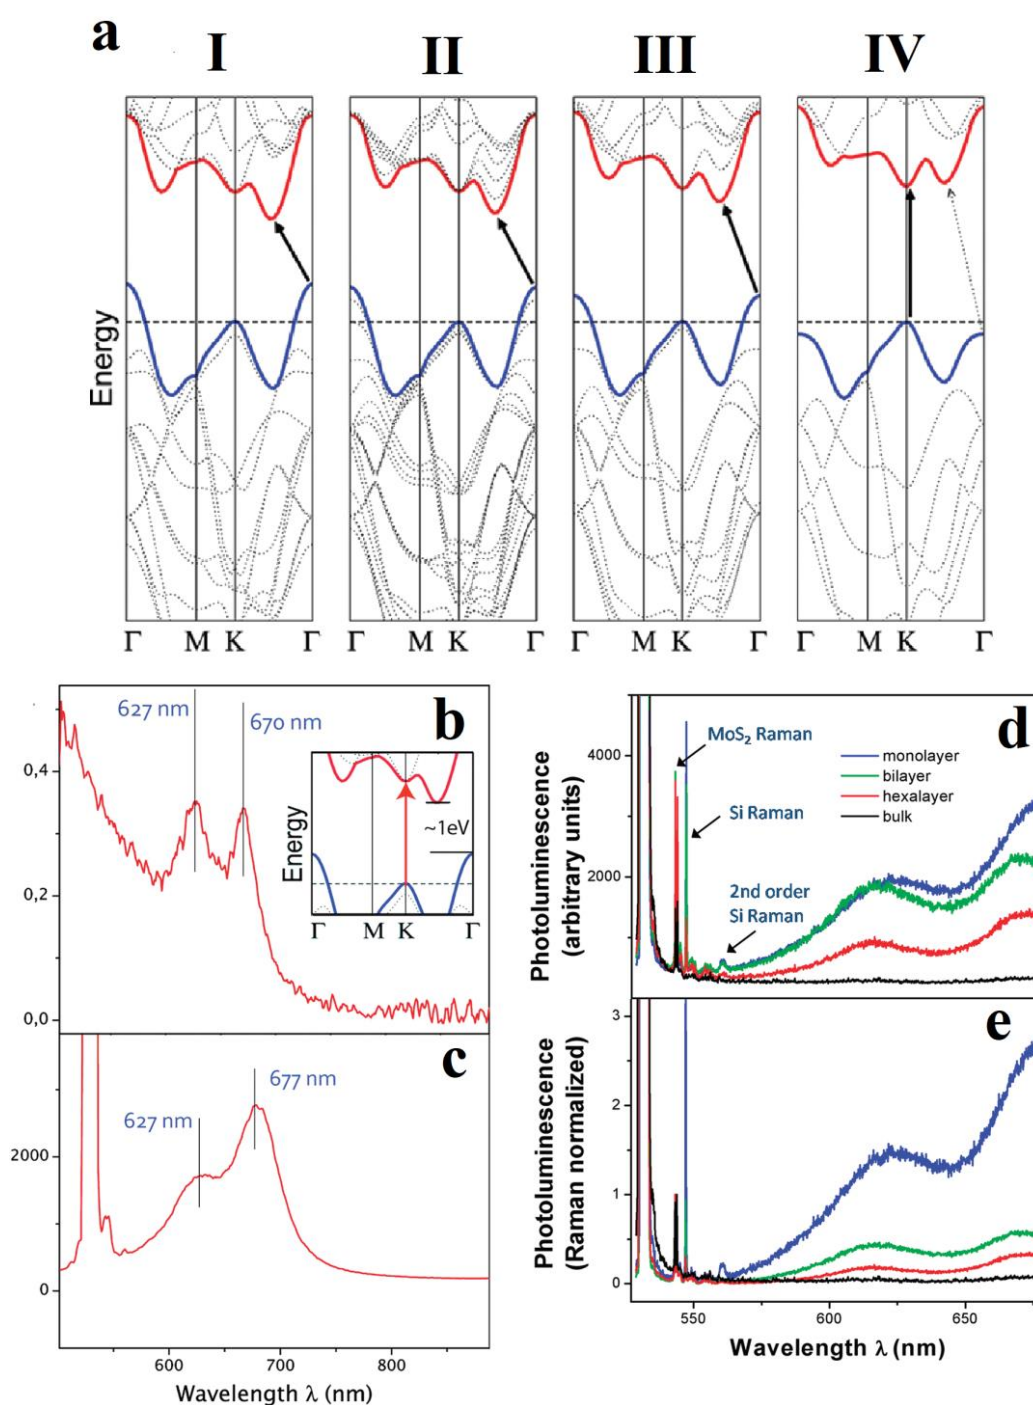 a
I II III IV
Energy
Γ M K Γ
Γ M K Γ
Γ M K Γ
Γ M K Γ
b
627 nm
670 nm
0,4
0,2
0,0
Energy
~1eV
Γ M K Γ
c
627 nm
677 nm
2000
0
600 700 800
Wavelength λ (nm)
d
MoS₂ Raman
Si Raman
2nd order
Si Raman
monolayer
bilayer
hexalayer
bulk
4000
2000
Photoluminescence
(arbitrary units)
e
3
2
1
0
Photoluminescence
(Raman normalized)
550 600 650
Wavelength λ (nm)